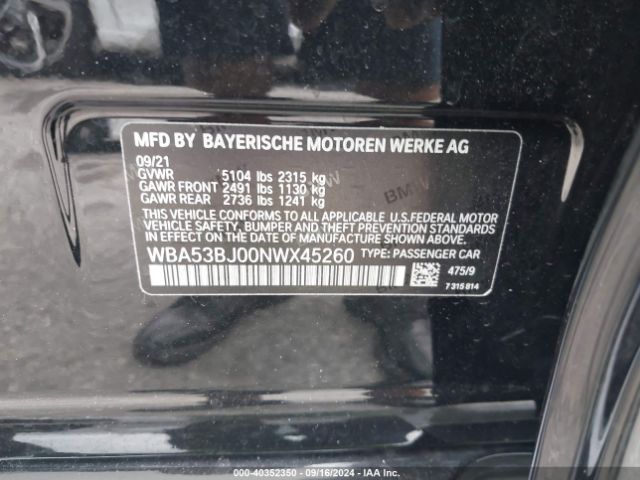 MFD BY BAYERISCHE MOTOREN WERKE AG
09/21
GVWR 5104 lbs 2315 kg
GAWR FRONT 2491 lbs 1130 kg
GAWR REAR 2736 lbs 1241 kg
THIS VEHICLE CONFORMS TO ALL APPLICABLE U.S.FEDERAL MOTOR
VEHICLE SAFETY, BUMPER AND THEFT PREVENTION STANDARDS IN
EFFECT ON THE DATE OF MANUFACTURE SHOWN ABOVE.
WBA53BJ00NWX45260 TYPE: PASSENGER CAR
475/9
7 315 814
000-40352350 - 09/16/2024 - IAA Inc.